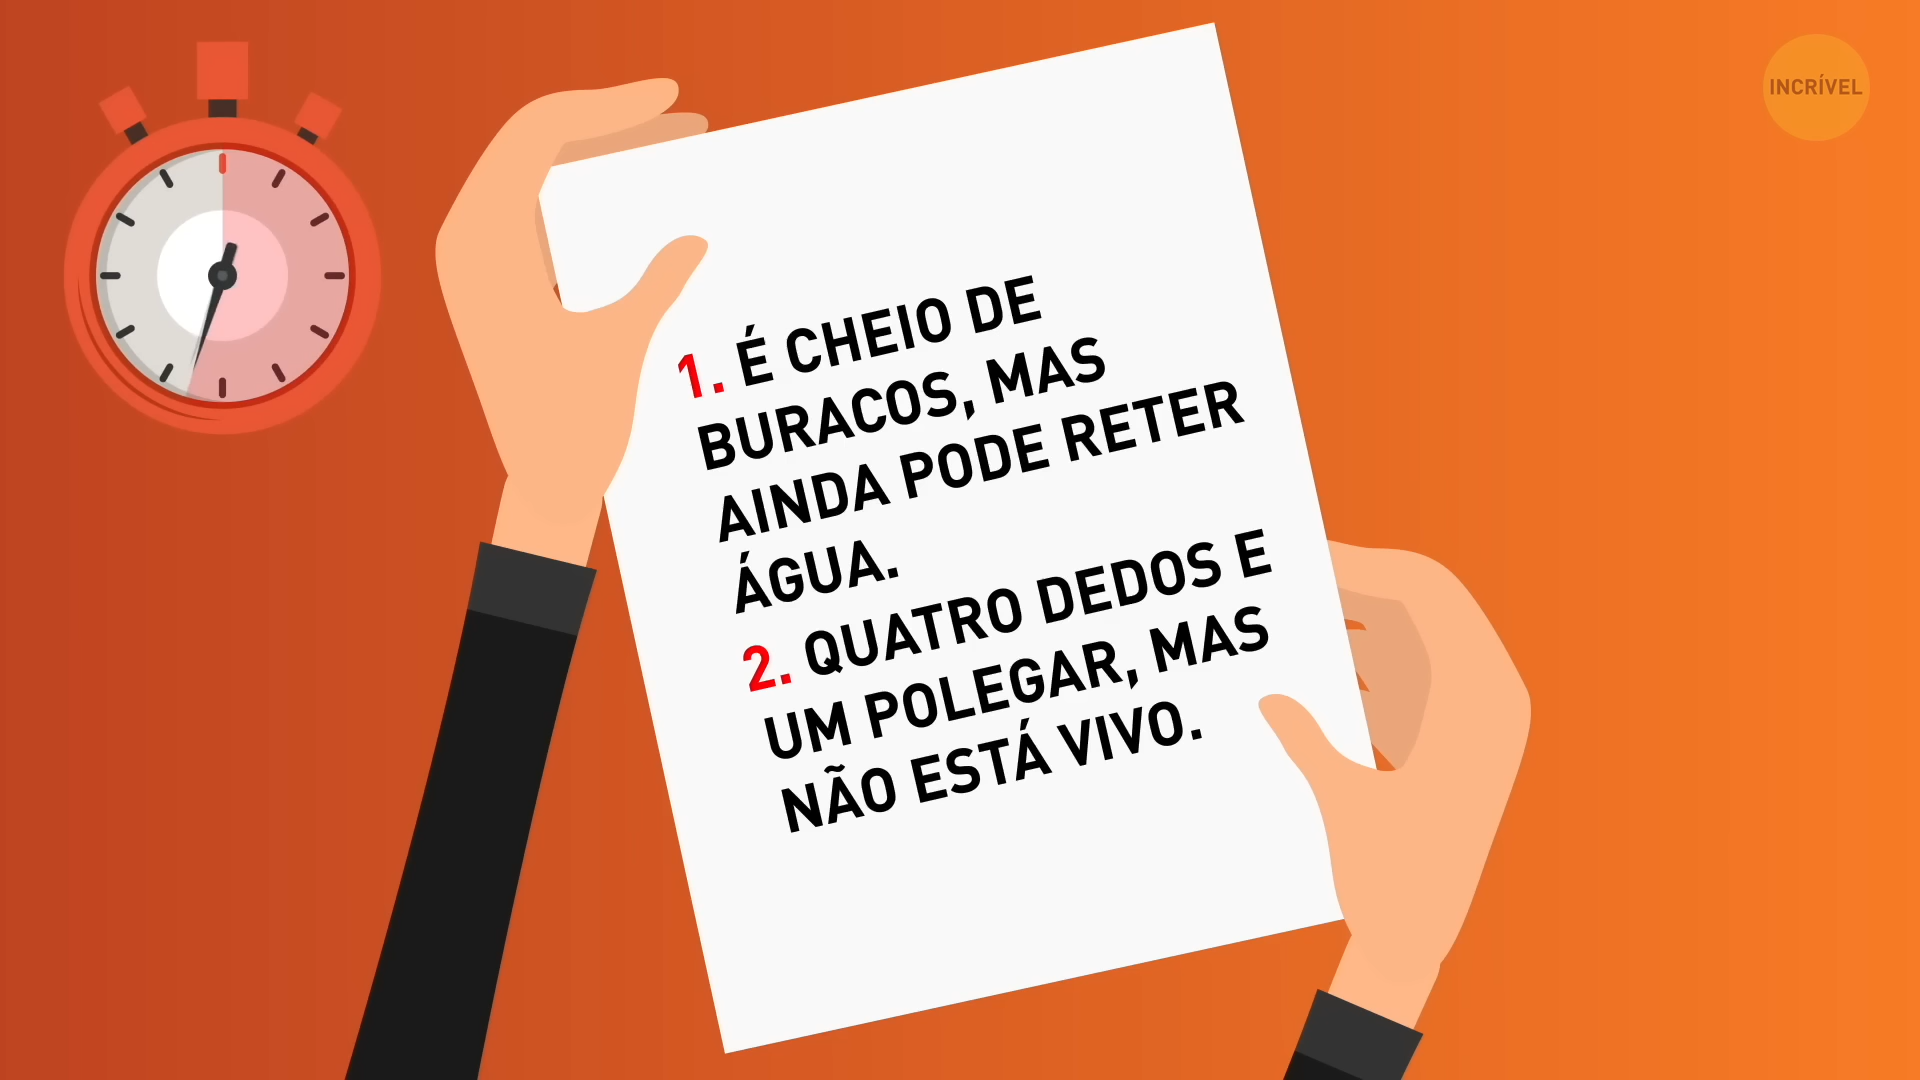 INCRÍVEL
1. É CHEIO DE
BURACOS, MAS
AINDA PODE RETER
ÁGUA.
2. QUATRO DEDOS E
UM POLEGAR, MAS
NÃO ESTÁ VIVO.